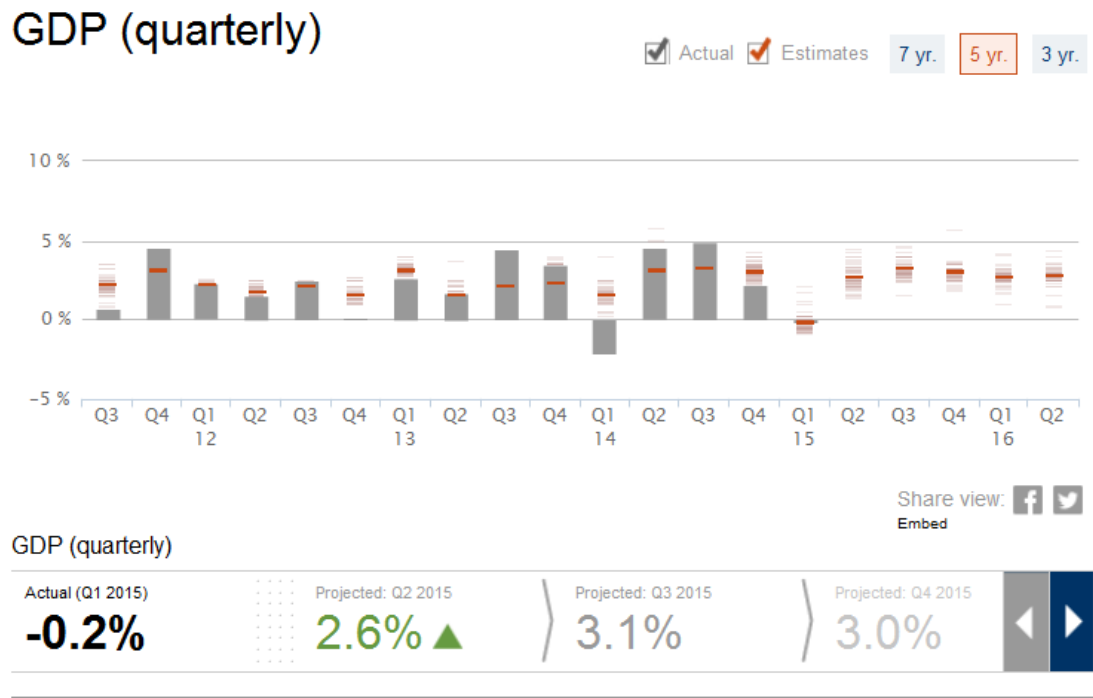 GDP (quarterly)
Actual Estimates 7 yr. 5 yr. 3 yr.
10 %
5 %
0 %
-5 %
Q3 Q4 Q1 Q2 Q3 Q4 Q1 Q2 Q3 Q4 Q1 Q2 Q3 Q4 Q1 Q2 Q3 Q4 Q1 Q2
12 13 14 15 16
Share view:
Embed
GDP (quarterly)
Actual (Q1 2015) Projected: Q2 2015 Projected: Q3 2015 Projected: Q4 2015
-0.2% 2.6% 3.1% 3.0%